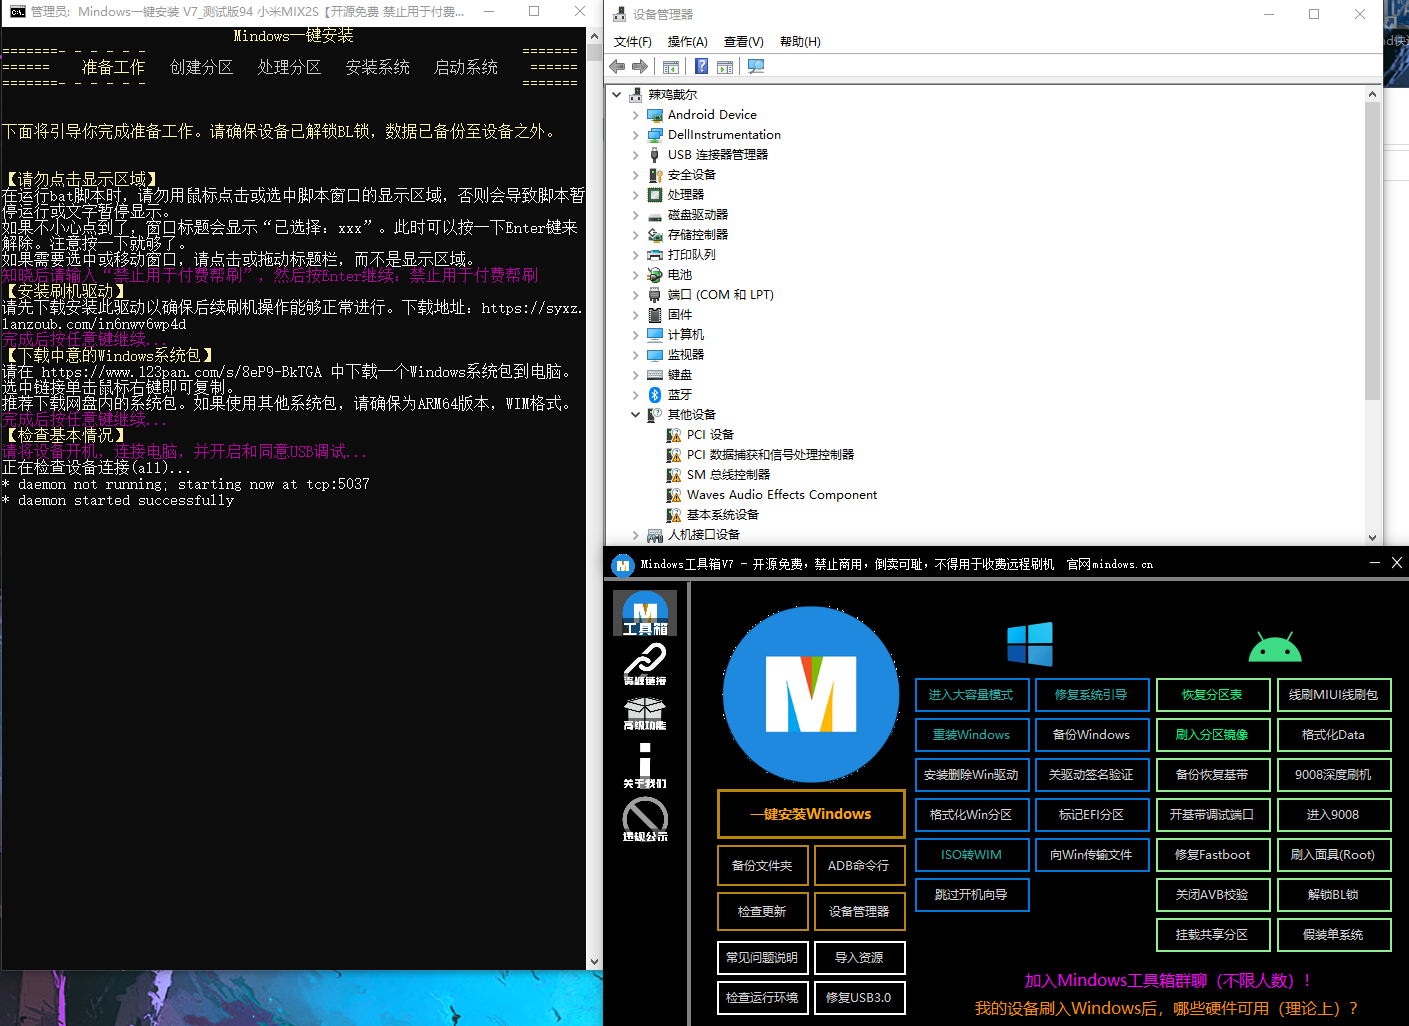 管理员: Mindows一键安装 V7_测试版94 小米MIX2S【开源免费 禁止用于付费...
Mindows一键安装
=======- - - - - -
=======
====== 准备工作 创建分区 处理分区 安装系统 启动系统 ======
=======- - - - - -
=======
下面将引导你完成准备工作。请确保设备已解锁BL锁，数据已备份至设备之外。
【请勿点击显示区域】
在运行bat脚本时，请勿用鼠标点击或选中脚本窗口的显示区域，否则会导致脚本暂
停运行或文字暂停显示。
如果不小心点到了，窗口标题会显示“已选择：xxx”。此时可以按一下Enter键来
解除。注意按一下就够了。
如果需要选中或移动窗口，请点击或拖动标题栏，而不是显示区域。
知晓后请输入“禁止用于付费帮刷”，然后按Enter继续：禁止用于付费帮刷
【安装刷机驱动】
请先下载安装此驱动以确保后续刷机操作能够正常进行。下载地址：https://syxz.
lanzoub.com/in6nwv6wp4d
完成后按任意键继续...
【下载中意的Windows系统包】
请在 https://www.123pan.com/s/8eP9-BkTGA 中下载一个Windows系统包到电脑。
选中链接单击鼠标右键即可复制。
推荐下载网盘内的系统包。如果使用其他系统包，请确保为ARM64版本，WIM格式。
完成后按任意键继续...
【检查基本情况】
请将设备开机，连接电脑，并开启和同意USB调试...
正在检查设备连接(all)...
* daemon not running; starting now at tcp:5037
* daemon started successfully
设备管理器
文件(F) 操作(A) 查看(V) 帮助(H)
辣鸡戴尔
Android Device
DellInstrumentation
USB 连接器管理器
安全设备
处理器
磁盘驱动器
存储控制器
打印队列
电池
端口 (COM 和 LPT)
固件
计算机
监视器
键盘
蓝牙
其他设备
PCI 设备
PCI 数据捕获和信号处理控制器
SM 总线控制器
Waves Audio Effects Component
基本系统设备
人机接口设备
Mindows工具箱V7 - 开源免费，禁止商用，倒卖可耻，不得用于收费远程刷机 官网mindows.cn
工具箱
高级功能
关于我们
违规公示
一键安装Windows
备份文件夹 ADB命令行
检查更新 设备管理器
常见问题说明 导入资源
检查运行环境 修复USB3.0
进入大容量模式 修复系统引导 恢复分区表 线刷MIUI线刷包
重装Windows 备份Windows 刷入分区镜像 格式化Data
安装删除Win驱动 关驱动签名验证 备份恢复基带 9008深度刷机
格式化Win分区 标记EFI分区 开基带调试端口 进入9008
ISO转WIM 向Win传输文件 修复Fastboot 刷入面具(Root)
跳过开机向导 关闭AVB校验 解锁BL锁
挂载共享分区 假装单系统
加入Mindows工具箱群聊（不限人数）！
我的设备刷入Windows后，哪些硬件可用（理论上）？